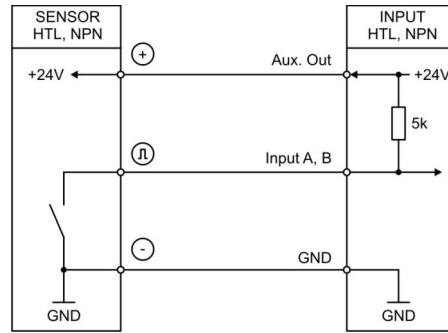 SENSOR
HTL, NPN
INPUT
HTL, NPN
+
Aux. Out
+24V
+24V
5k
Input A, B
-
GND
GND
GND